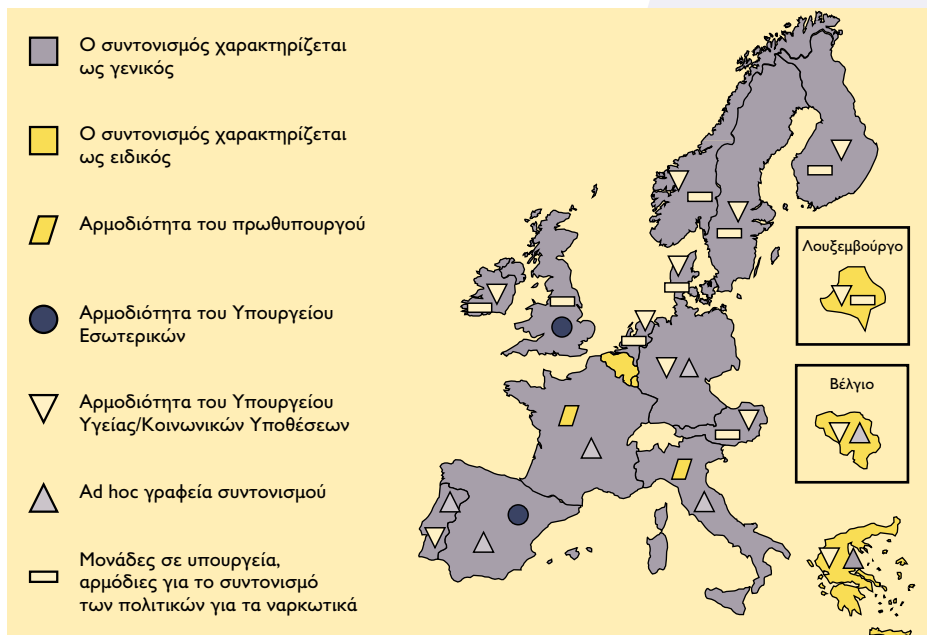 Ο συντονισμός χαρακτηρίζεται
ως γενικός
Ο συντονισμός χαρακτηρίζεται
ως ειδικός
Αρμοδιότητα του πρωθυπουργού
Αρμοδιότητα του Υπουργείου
Εσωτερικών
Αρμοδιότητα του Υπουργείου
Υγείας/Κοινωνικών Υποθέσεων
Ad hoc γραφεία συντονισμού
Μονάδες σε υπουργεία,
αρμόδιες για το συντονισμό
των πολιτικών για τα ναρκωτικά
Λουξεμβούργο
Βέλγιο